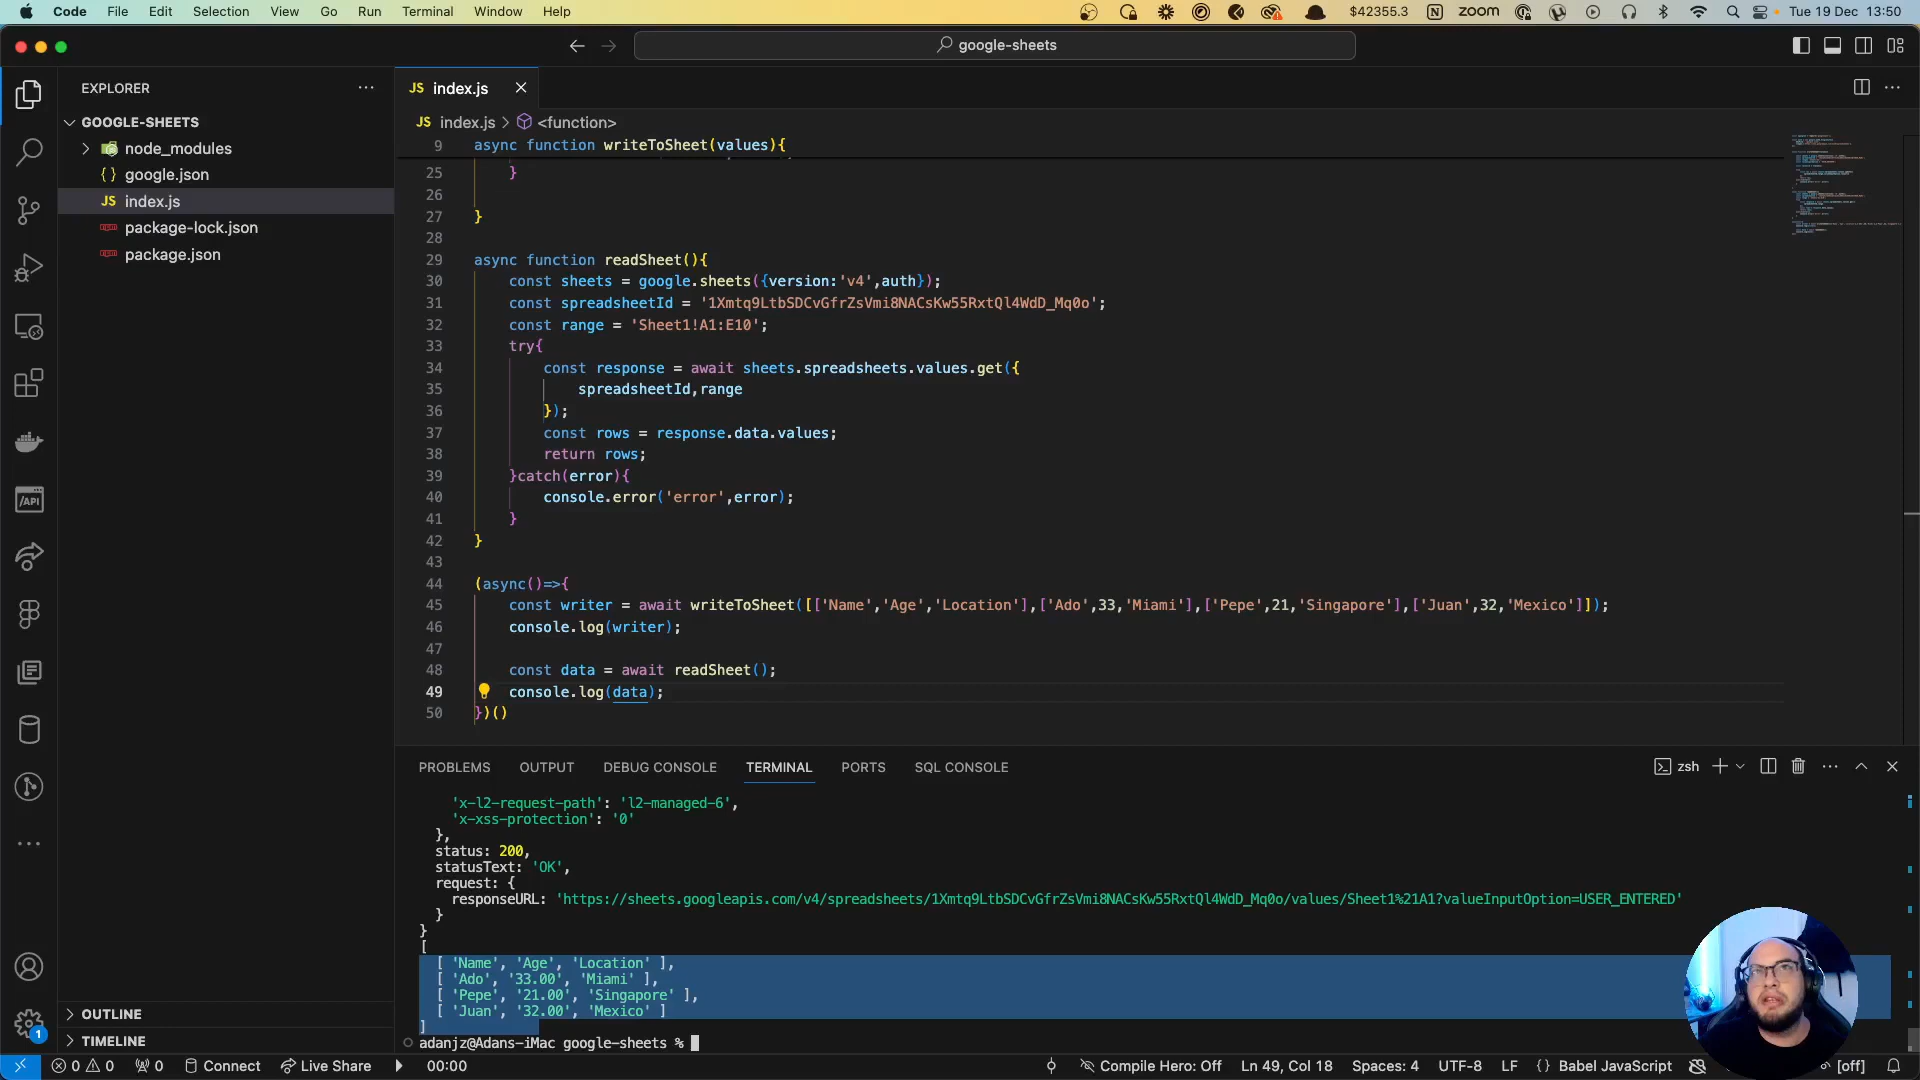 Code File Edit Selection View Go Run Terminal Window Help $42355.3 zoom Tue 19 Dec 13:50
google-sheets
EXPLORER
GOOGLE-SHEETS
node_modules
{} google.json
JS index.js
package-lock.json
package.json
OUTLINE
TIMELINE
JS index.js
JS index.js > <function>
9 async function writeToSheet(values){
25 }
26
27 }
28
29 async function readSheet(){
30 const sheets = google.sheets({version:'v4',auth});
31 const spreadsheetId = '1Xmtq9LtbSDCvGfrZsVmi8NACsKw55RxtQl4WdD_Mq0o';
32 const range = 'Sheet1!A1:E10';
33 try{
34 const response = await sheets.spreadsheets.values.get({
35 spreadsheetId,range
36 });
37 const rows = response.data.values;
38 return rows;
39 }catch(error){
40 console.error('error',error);
41 }
42 }
43
44 (async()=>{
45 const writer = await writeToSheet([['Name','Age','Location'],['Ado',33,'Miami'],['Pepe',21,'Singapore'],['Juan',32,'Mexico']]);
46 console.log(writer);
47
48 const data = await readSheet();
49 console.log(data);
50 })()
PROBLEMS OUTPUT DEBUG CONSOLE TERMINAL PORTS SQL CONSOLE zsh
'x-l2-request-path': 'l2-managed-6',
'x-xss-protection': '0'
},
status: 200,
statusText: 'OK',
request: {
responseURL: 'https://sheets.googleapis.com/v4/spreadsheets/1Xmtq9LtbSDCvGfrZsVmi8NACsKw55RxtQl4WdD_Mq0o/values/Sheet1%21A1?valueInputOption=USER_ENTERED'
}
}
[
[ 'Name', 'Age', 'Location' ],
[ 'Ado', '33.00', 'Miami' ],
[ 'Pepe', '21.00', 'Singapore' ],
[ 'Juan', '32.00', 'Mexico' ]
]
adanjz@Adans-iMac google-sheets %
0 0 0 Connect Live Share 00:00 Compile Hero: Off Ln 49, Col 18 Spaces: 4 UTF-8 LF {} Babel JavaScript [off]
API
1